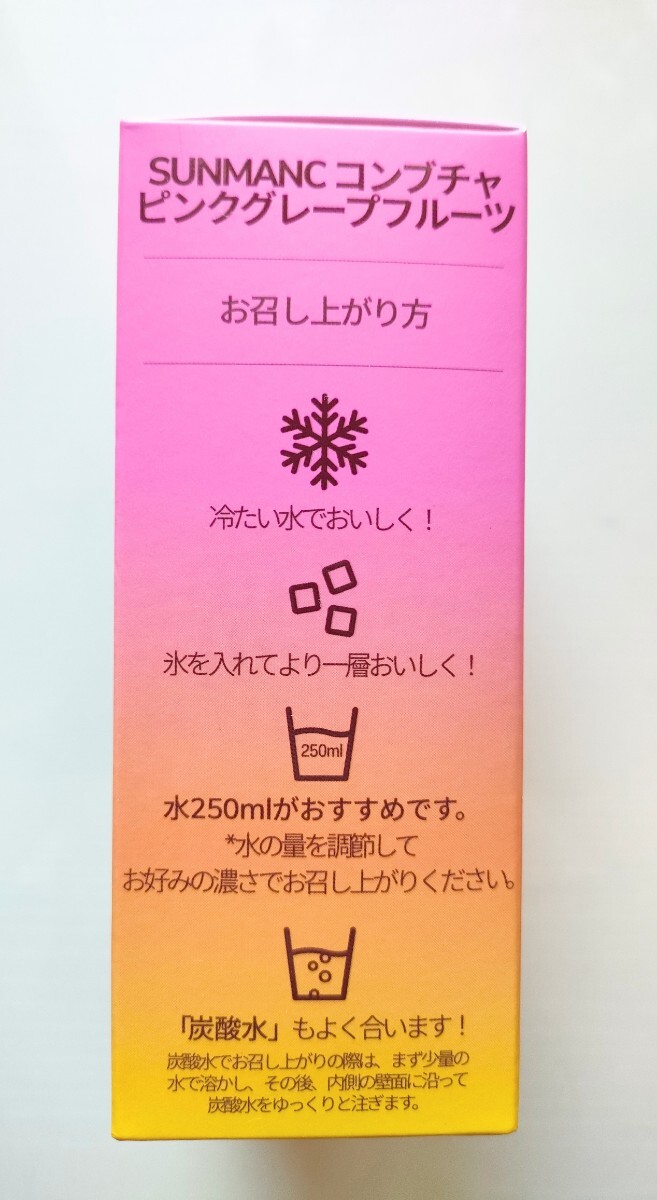 SUNMANC コンブチャ
ピンクグレープフルーツ
お召し上がり方
冷たい水でおいしく！
氷を入れてより一層おいしく！
250ml
水250mlがおすすめです。
*水の量を調節して
お好みの濃さでお召し上がりください。
「炭酸水」もよく合います！
炭酸水でお召し上がりの際は、まず少量の
水で溶かし、その後、内側の壁面に沿って
炭酸水をゆっくりと注ぎます。